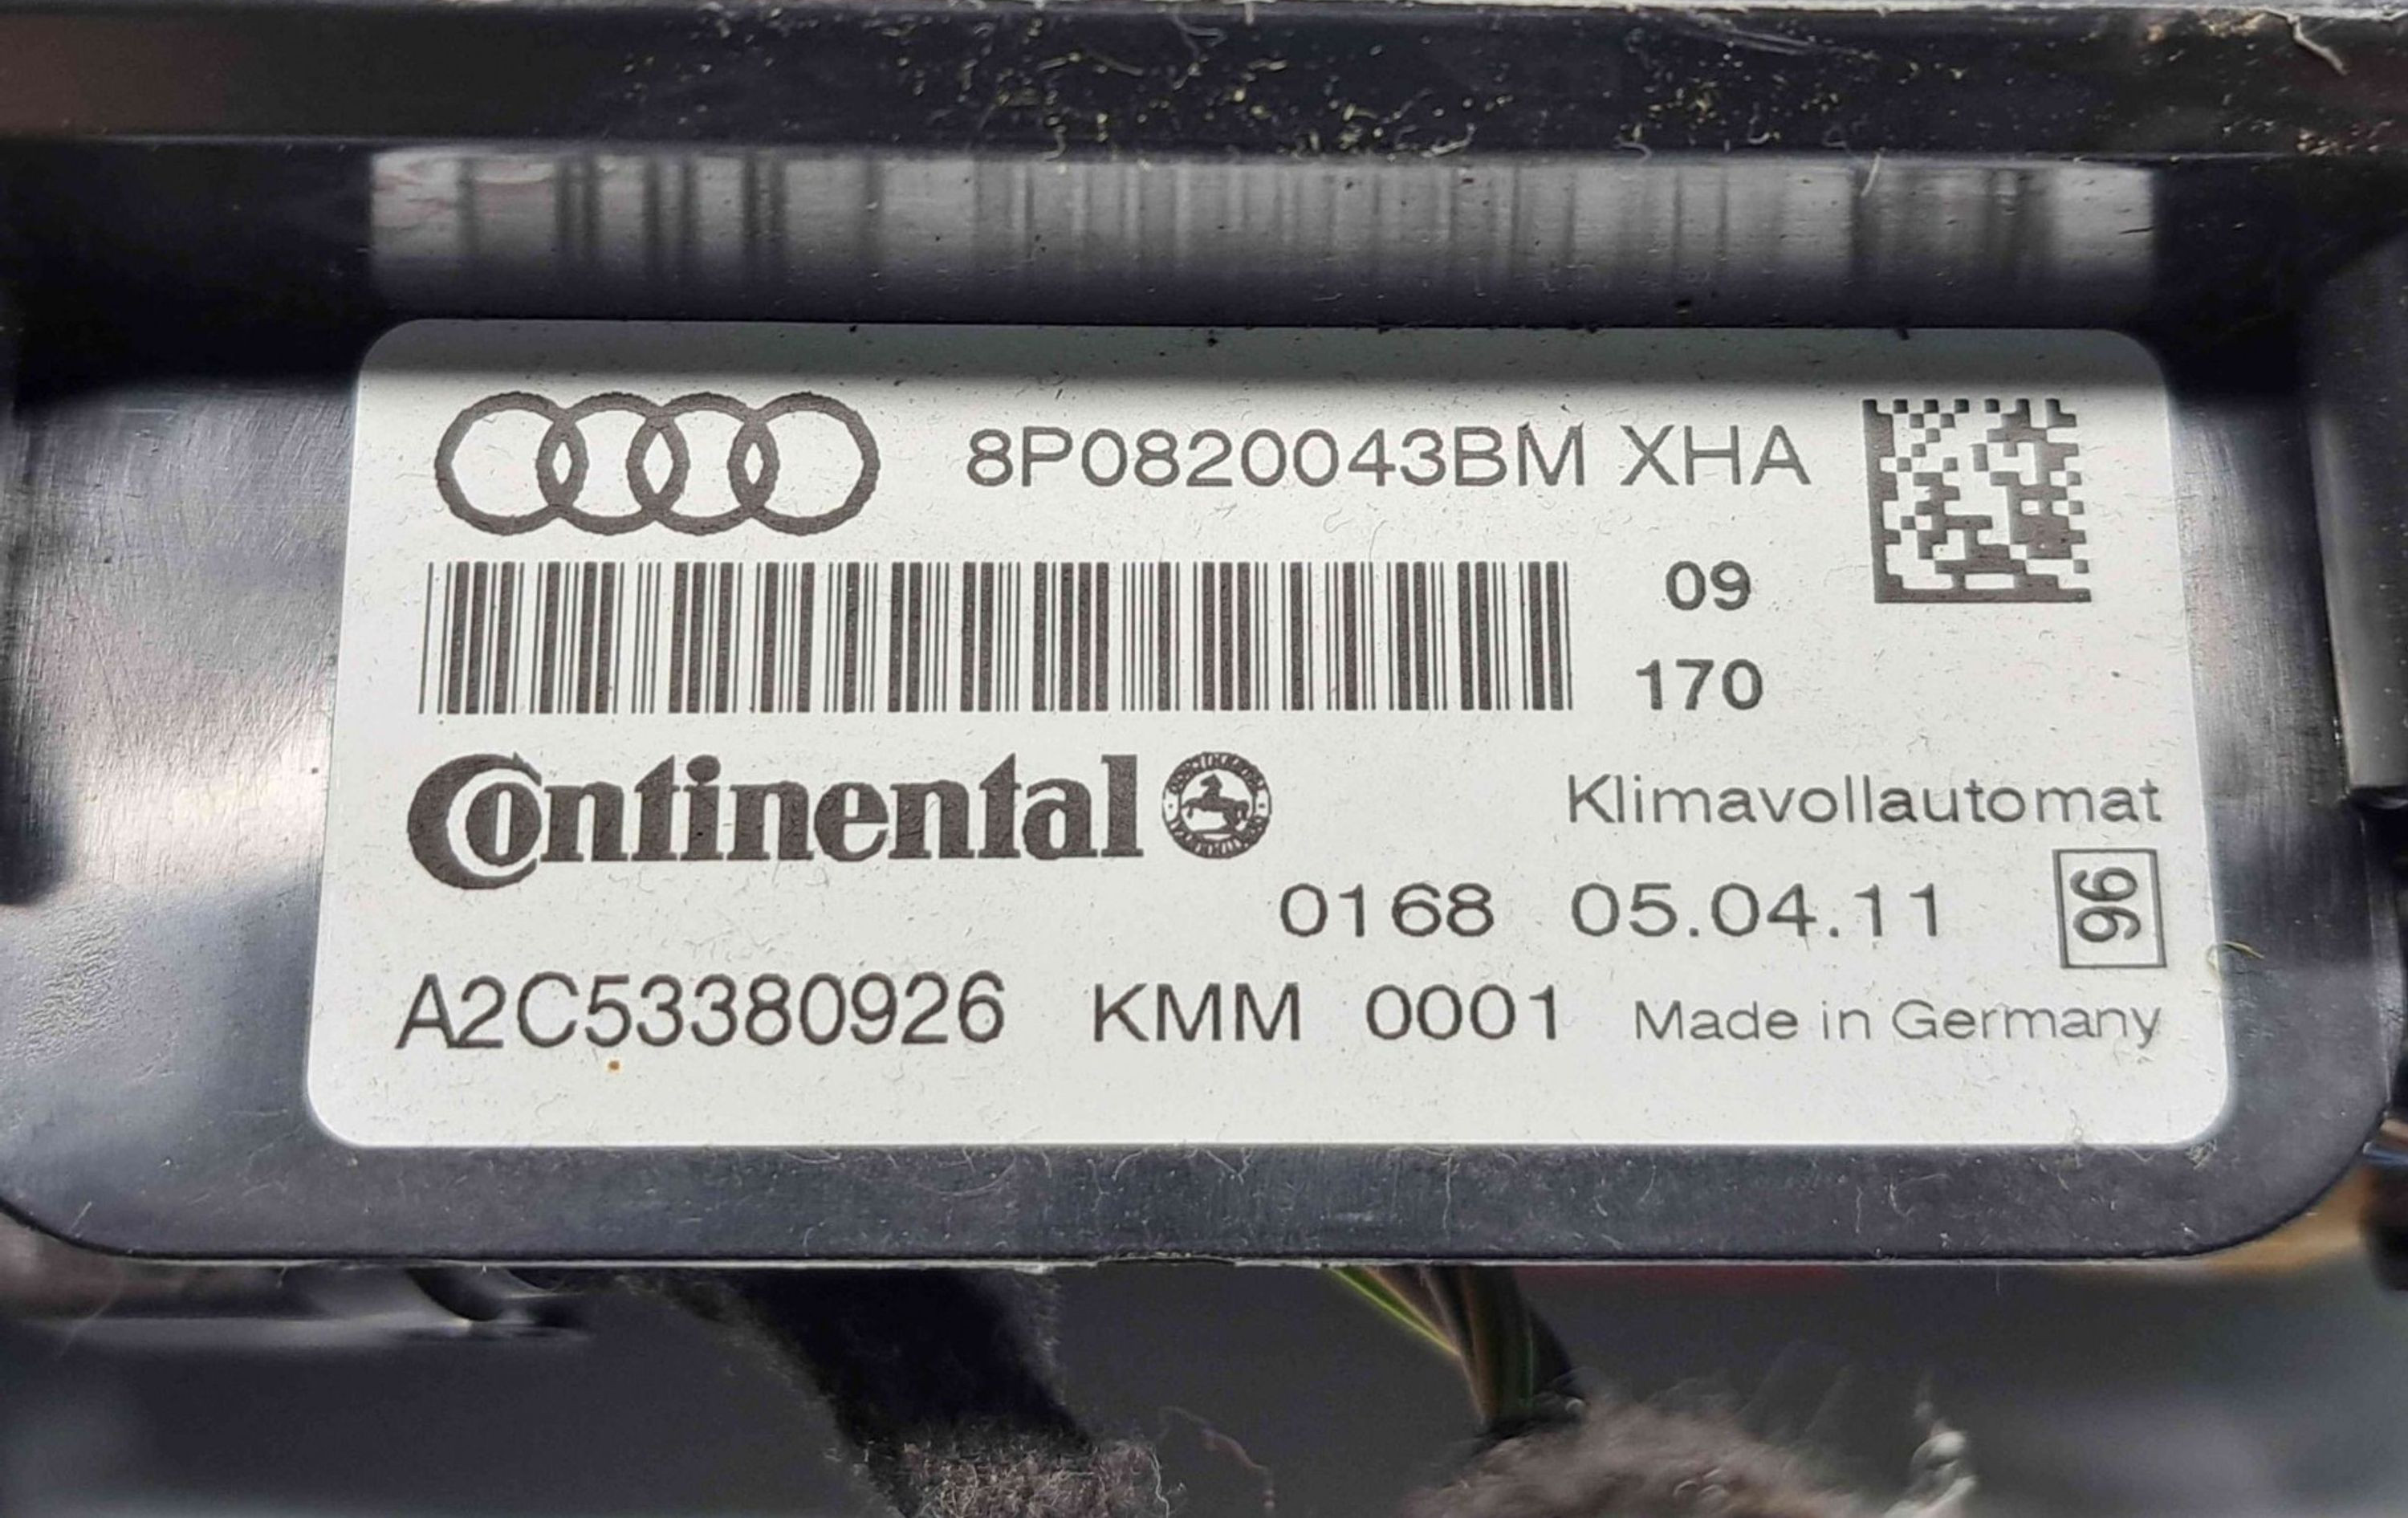 8P0820043BM XHA
09
170
Continental
Klimavollautomat
0168 05.04.11 96
A2C53380926 KMM 0001 Made in Germany